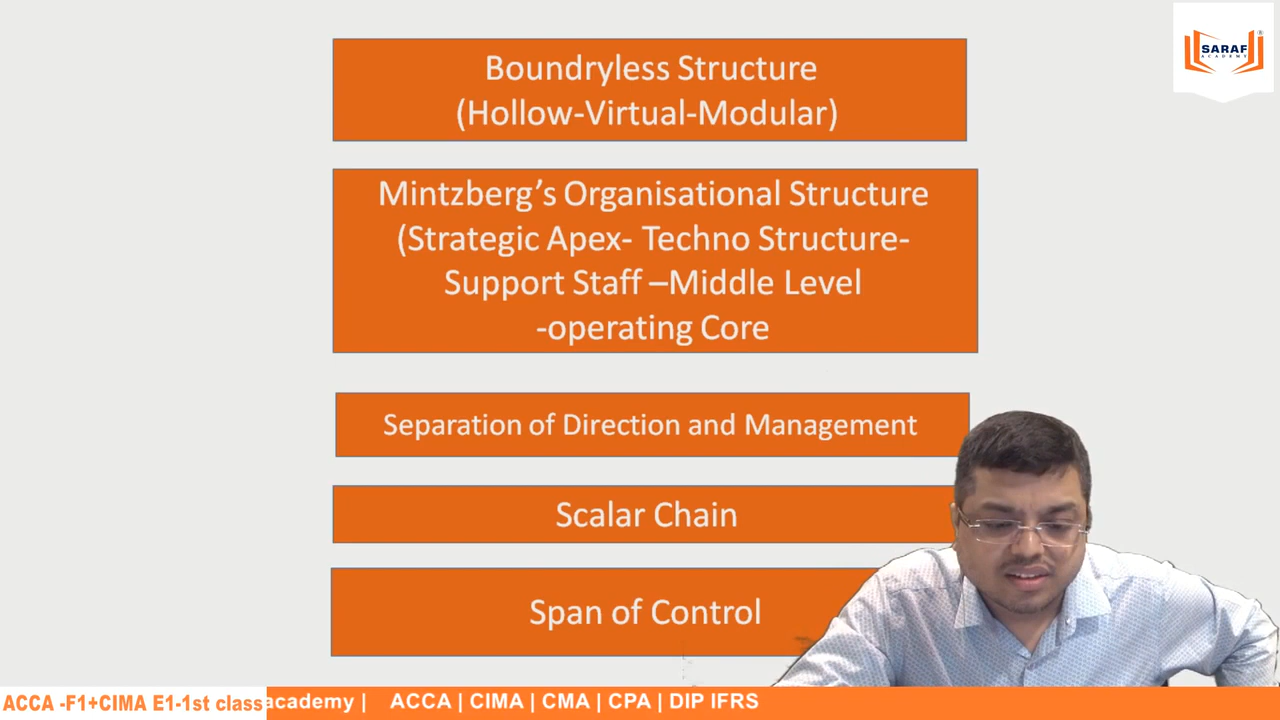 SARAF
ACADEMY
Boundryless Structure
(Hollow-Virtual-Modular)
Mintzberg’s Organisational Structure
(Strategic Apex- Techno Structure-
Support Staff –Middle Level
-operating Core
Separation of Direction and Management
Scalar Chain
Span of Control
ACCA -F1+CIMA E1-1st class academy | ACCA | CIMA | CMA | CPA | DIP IFRS